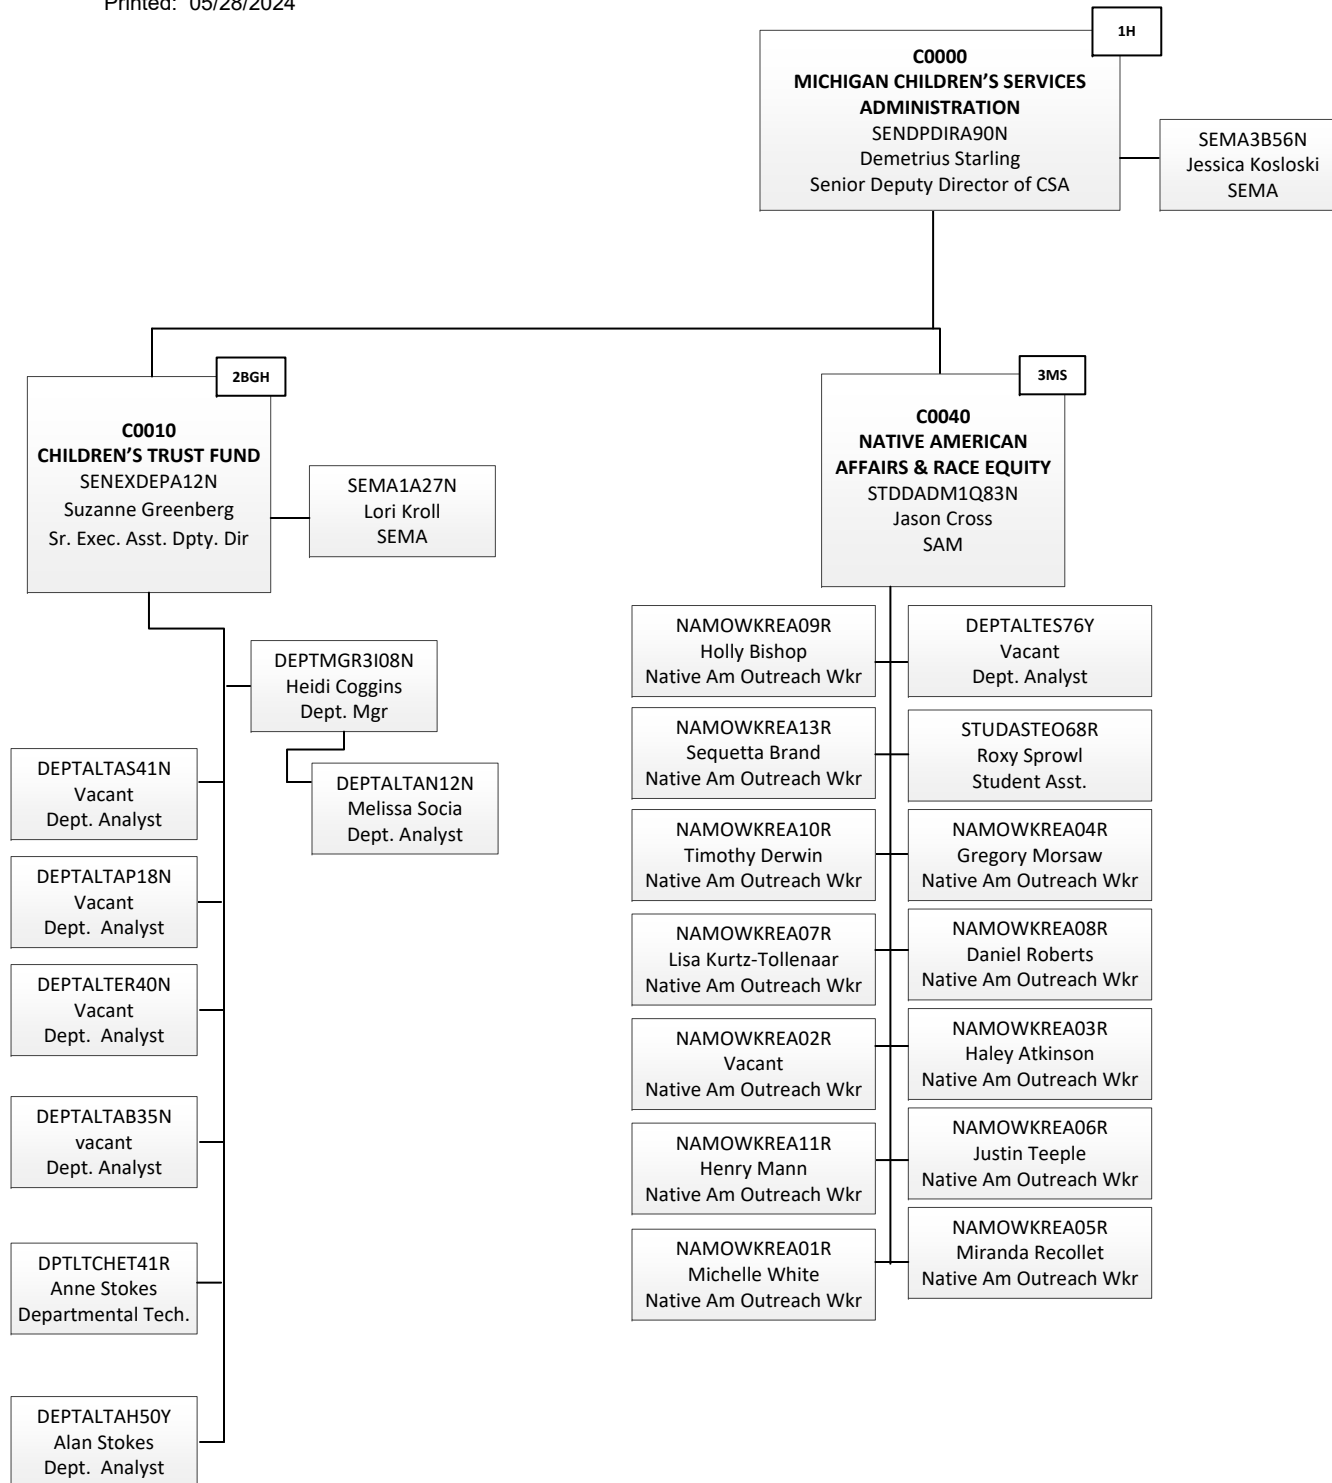 Printed: 05/28/2024
1H
C0000
MICHIGAN CHILDREN’S SERVICES
ADMINISTRATION
SENDPDIRA90N
Demetrius Starling
Senior Deputy Director of CSA
SEMA3B56N
Jessica Kosloski
SEMA
2BGH
C0010
CHILDREN’S TRUST FUND
SENEXDEPA12N
Suzanne Greenberg
Sr. Exec. Asst. Dpty. Dir
SEMA1A27N
Lori Kroll
SEMA
DEPTMGR3I08N
Heidi Coggins
Dept. Mgr
DEPTALTAN12N
Melissa Socia
Dept. Analyst
DEPTALTAS41N
Vacant
Dept. Analyst
DEPTALTAP18N
Vacant
Dept.  Analyst
DEPTALTER40N
Vacant
Dept.  Analyst
DEPTALTAB35N
vacant
Dept. Analyst
DPTLTCHET41R
Anne Stokes
Departmental Tech.
DEPTALTAH50Y
Alan Stokes
Dept.  Analyst
3MS
C0040
NATIVE AMERICAN
AFFAIRS & RACE EQUITY
STDDADM1Q83N
Jason Cross
SAM
NAMOWKREA09R
Holly Bishop
Native Am Outreach Wkr
DEPTALTES76Y
Vacant
Dept. Analyst
NAMOWKREA13R
Sequetta Brand
Native Am Outreach Wkr
STUDASTEO68R
Roxy Sprowl
Student Asst.
NAMOWKREA10R
Timothy Derwin
Native Am Outreach Wkr
NAMOWKREA04R
Gregory Morsaw
Native Am Outreach Wkr
NAMOWKREA07R
Lisa Kurtz-Tollenaar
Native Am Outreach Wkr
NAMOWKREA08R
Daniel Roberts
Native Am Outreach Wkr
NAMOWKREA02R
Vacant
Native Am Outreach Wkr
NAMOWKREA03R
Haley Atkinson
Native Am Outreach Wkr
NAMOWKREA11R
Henry Mann
Native Am Outreach Wkr
NAMOWKREA06R
Justin Teeple
Native Am Outreach Wkr
NAMOWKREA01R
Michelle White
Native Am Outreach Wkr
NAMOWKREA05R
Miranda Recollet
Native Am Outreach Wkr